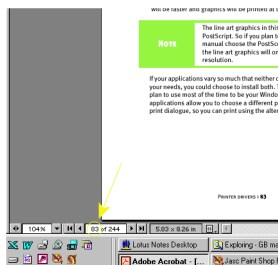 will be faster and graphics will be printed at
NOTE
The line art graphics in this
PostScript. So if you plan to
manual choose the PostSc
the line art graphics will on
resolution.
If your applications vary so much that neither c
your needs, you could choose to install both. T
plan to use most of the time to be your Windo
applications allow you to choose a different p
print dialogue, so you can print using the alter
PRINTER DRIVERS | 83
104% 83 of 244 5.83 x 8.26 in
Lotus Notes Desktop Exploring - GB ma
Adobe Acrobat - [... Jasc Paint Shop